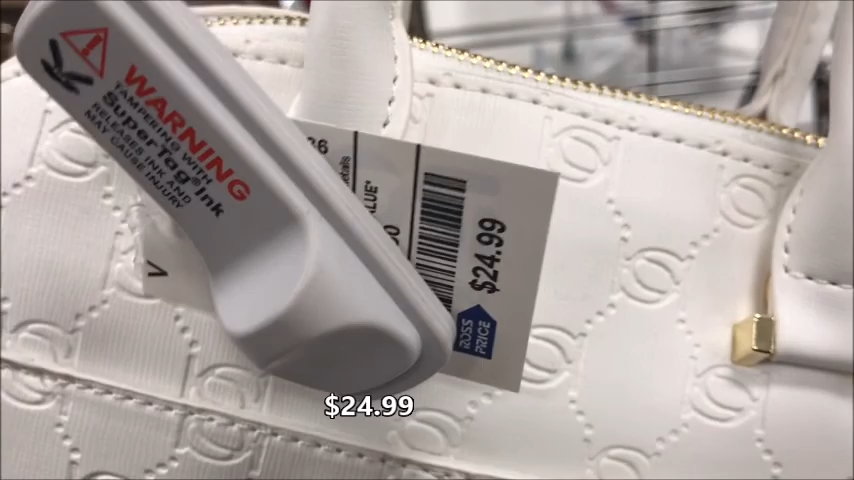 WARNING
TAMPERING WITH
SuperTag® Ink
RELEASES INK AND
MAY CAUSE INJURY
$24.99
ROSS
PRICE
$24.99